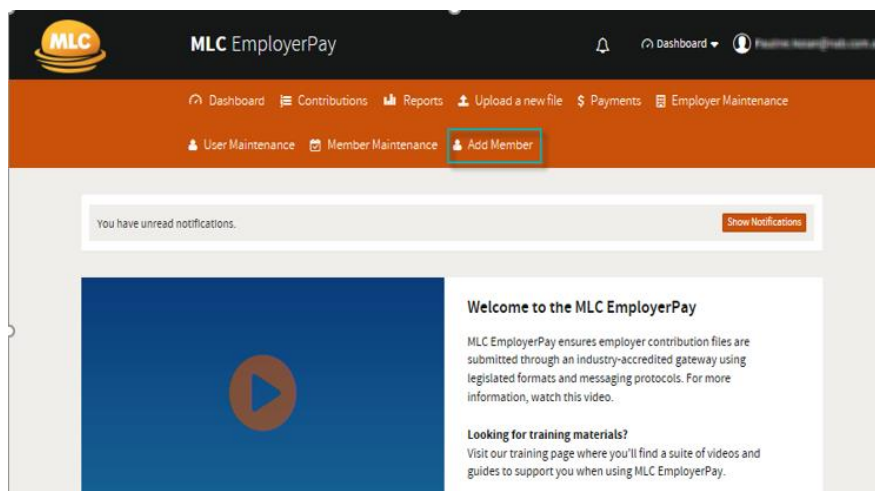 MLC
MLC EmployerPay
Dashboard
Dashboard Contributions Reports Upload a new file $ Payments Employer Maintenance
User Maintenance Member Maintenance Add Member
You have unread notifications.
Show Notifications
Welcome to the MLC EmployerPay
MLC EmployerPay ensures employer contribution files are
submitted through an industry-accredited gateway using
legislated formats and messaging protocols. For more
information, watch this video.
Looking for training materials?
Visit our training page where you'll find a suite of videos and
guides to support you when using MLC EmployerPay.